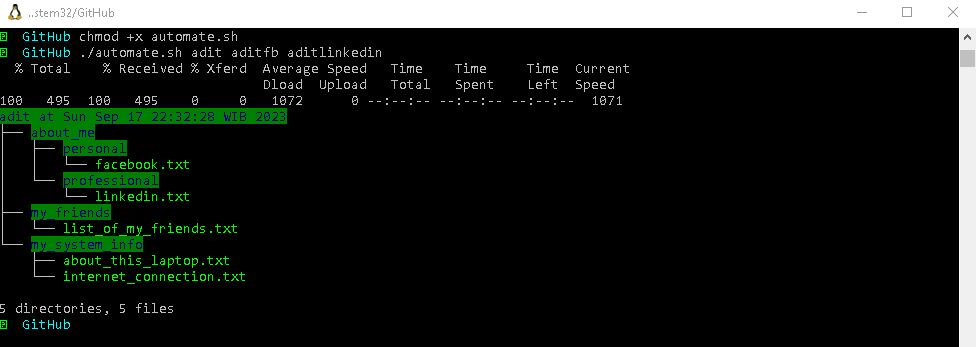 ..stem32/GitHub
GitHub chmod +x automate.sh
GitHub ./automate.sh adit aditfb aditlinkedin
  % Total    % Received % Xferd  Average Speed   Time    Time     Time  Current
                                 Dload  Upload   Total   Spent    Left  Speed
100   495  100   495    0     0   1072      0 --:--:-- --:--:-- --:--:--  1071
adit at Sun Sep 17 22:32:28 WIB 2023
├── about_me
│   ├── personal
│   │   └── facebook.txt
│   └── professional
│       └── linkedin.txt
├── my_friends
│   └── list_of_my_friends.txt
└── my_system_info
    ├── about_this_laptop.txt
    └── internet_connection.txt

5 directories, 5 files
GitHub